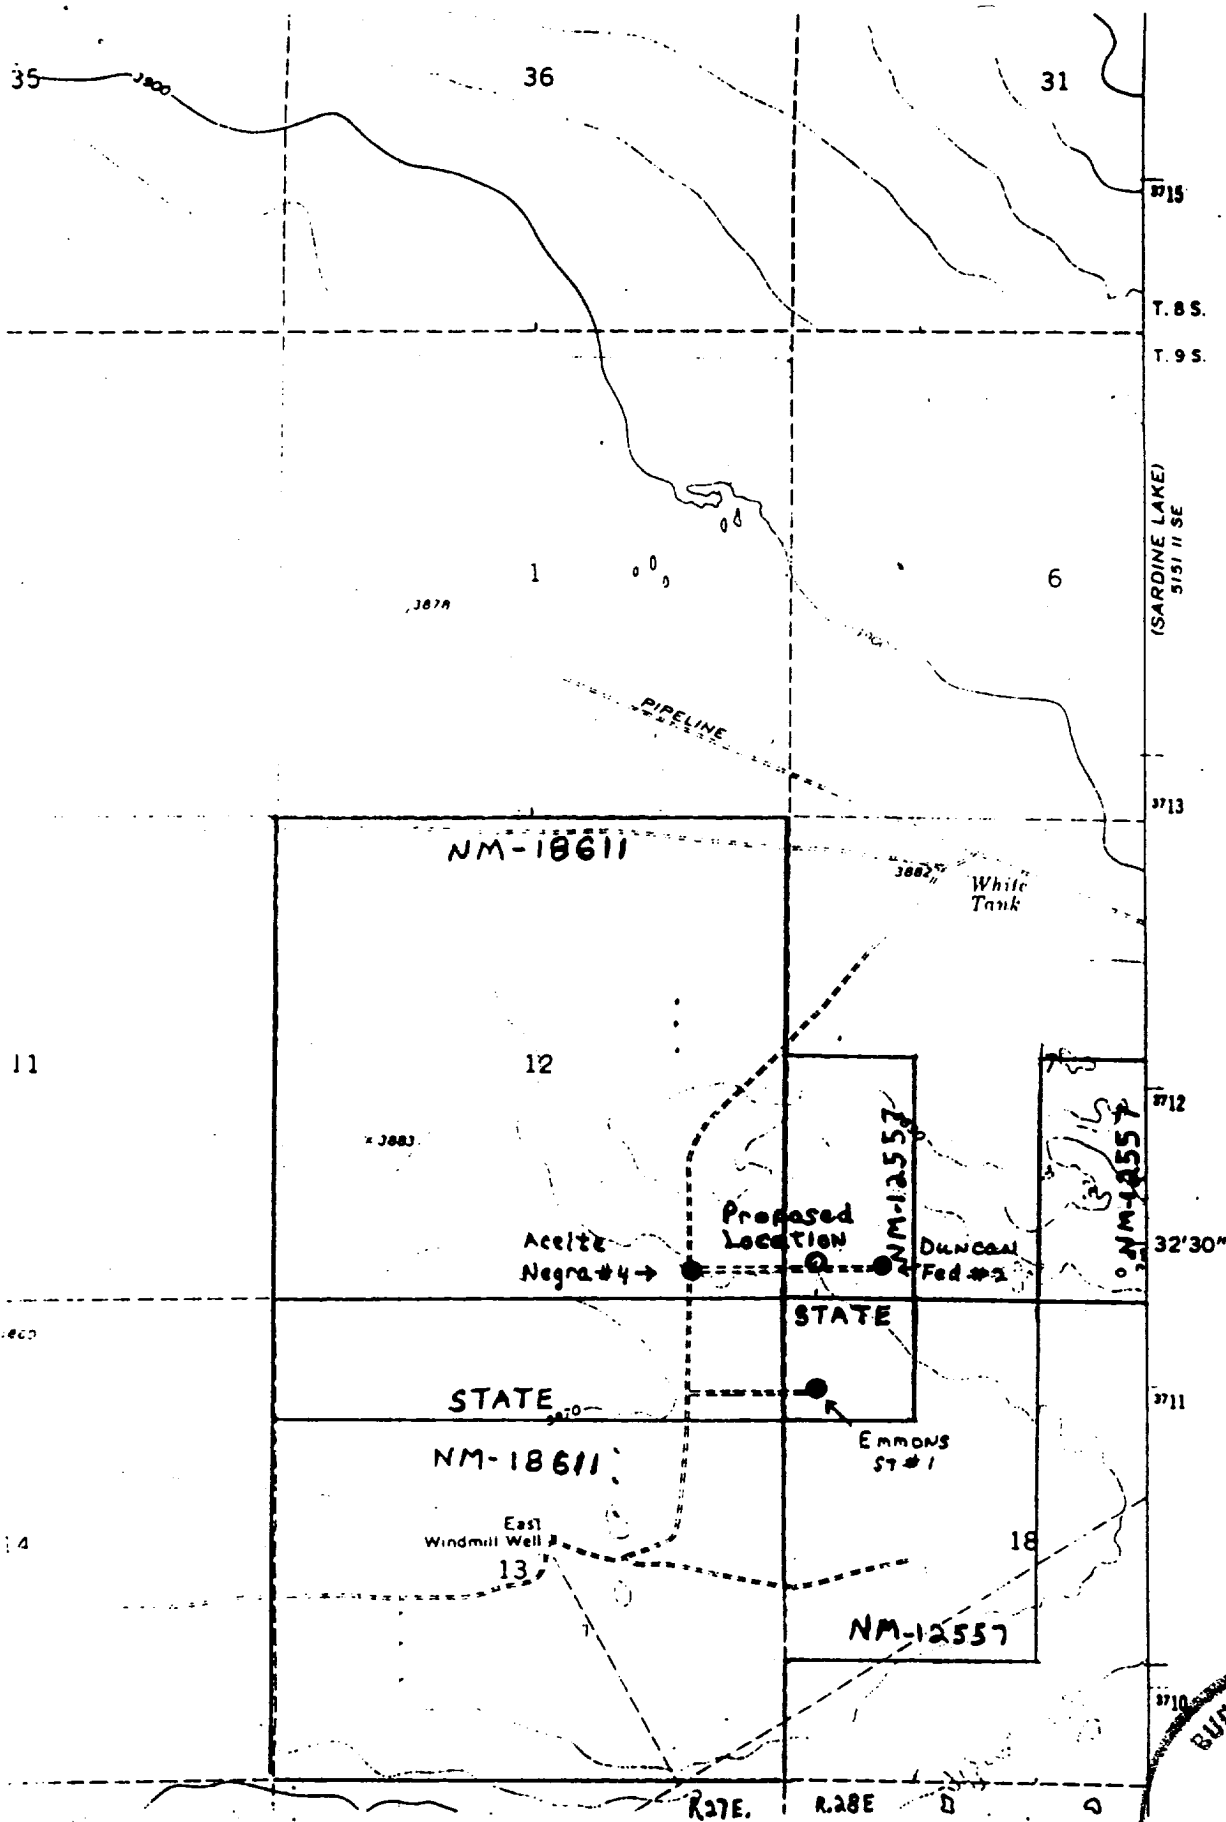 35
3900
36
31
3715
T. 8 S.
T. 9 S.
(SARDINE LAKE)
5151 II SE
1
6
3878
PIPELINE
3713
NM-18611
3882
White
Tank
11
12
7
3712
× 3883
NM-12557
NM-12557
Proposed
Location
Aceite
Negra #4 →
Duncan
Fed #2
32'30"
STATE
STATE
3870
3711
Emmons
ST #1
NM-18611
East
Windmill Well
14
13
18
NM-12557
3710
R27E.
R.28E